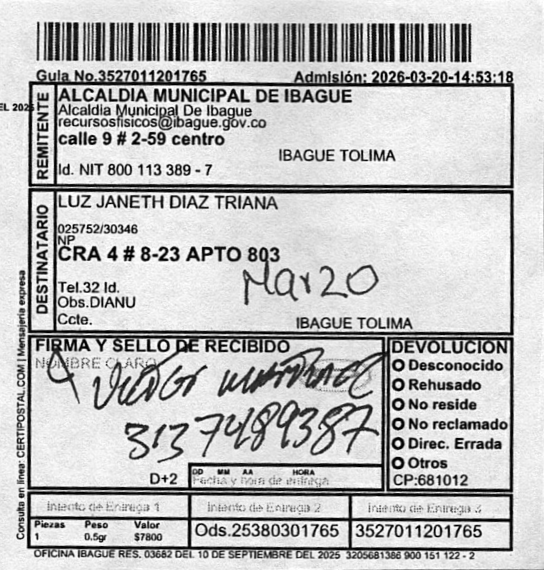 Guia No.3527011201765 Admisión: 2026-03-20-14:53:18
EL 2025
REMITENTE
ALCALDIA MUNICIPAL DE IBAGUE
Alcaldia Municipal De Ibague
recursosfisicos@ibague.gov.co
calle 9 # 2-59 centro
IBAGUE TOLIMA
Id. NIT 800 113 389 - 7
DESTINATARIO
LUZ JANETH DIAZ TRIANA
025752/30346
NP
CRA 4 # 8-23 APTO 803
Marzo
Tel.32 Id.
Obs.DIANU
Ccte.
IBAGUE TOLIMA
FIRMA Y SELLO DE RECIBIDO
NOMBRE CLARO
3137489387
D+2
DD MM AA HORA
Fecha y hora de entrega
DEVOLUCION
Desconocido
Rehusado
No reside
No reclamado
Direc. Errada
Otros
CP:681012
Intento de Entrega 1 Intento de Entrega 2 Intento de Entrega 3
Piezas Peso Valor
1 0.5gr $7800
Ods.25380301765 3527011201765
Consulta en linea: CERTIPOSTAL.COM | Mensajeria expresa
OFICINA IBAGUE RES. 03682 DEL 10 DE SEPTIEMBRE DEL 2025 3205681386 900 151 122 - 2